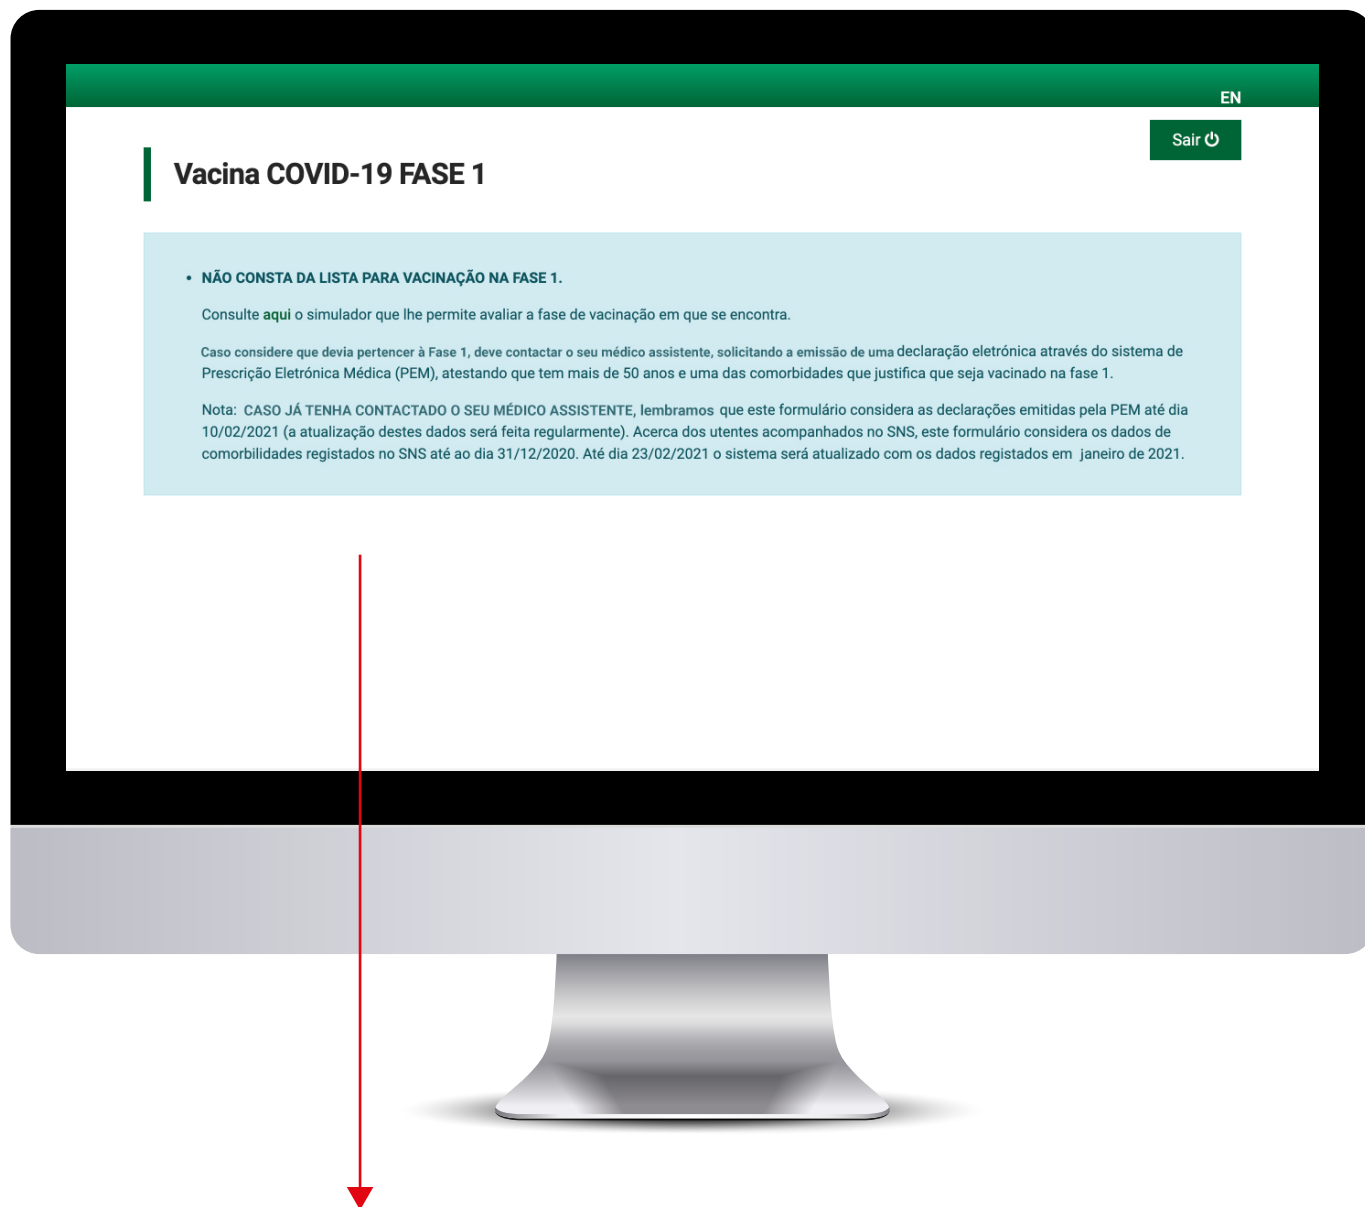 EN
Sair
Vacina COVID-19 FASE 1
• NÃO CONSTA DA LISTA PARA VACINAÇÃO NA FASE 1.
Consulte aqui o simulador que lhe permite avaliar a fase de vacinação em que se encontra.
Caso considere que devia pertencer à Fase 1, deve contactar o seu médico assistente, solicitando a emissão de uma declaração eletrónica através do sistema de
Prescrição Eletrónica Médica (PEM), atestando que tem mais de 50 anos e uma das comorbidades que justifica que seja vacinado na fase 1.
Nota: CASO JÁ TENHA CONTACTADO O SEU MÉDICO ASSISTENTE, lembramos que este formulário considera as declarações emitidas pela PEM até dia
10/02/2021 (a atualização destes dados será feita regularmente). Acerca dos utentes acompanhados no SNS, este formulário considera os dados de
comorbilidades registados no SNS até ao dia 31/12/2020. Até dia 23/02/2021 o sistema será atualizado com os dados registados em janeiro de 2021.